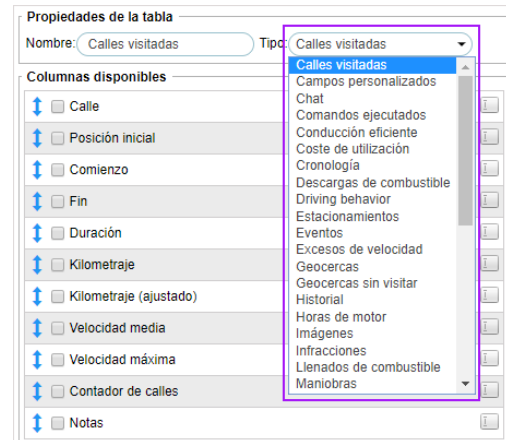 Propiedades de la tabla
Nombre: Calles visitadas Tipo: Calles visitadas
Calles visitadas
Campos personalizados
Chat
Comandos ejecutados
Conducción eficiente
Coste de utilización
Cronología
Descargas de combustible
Driving behavior
Estacionamientos
Eventos
Excesos de velocidad
Geocercas
Geocercas sin visitar
Historial
Horas de motor
Imágenes
Infracciones
Llenados de combustible
Maniobras
Columnas disponibles
Calle
Posición inicial
Comienzo
Fin
Duración
Kilometraje
Kilometraje (ajustado)
Velocidad media
Velocidad máxima
Contador de calles
Notas